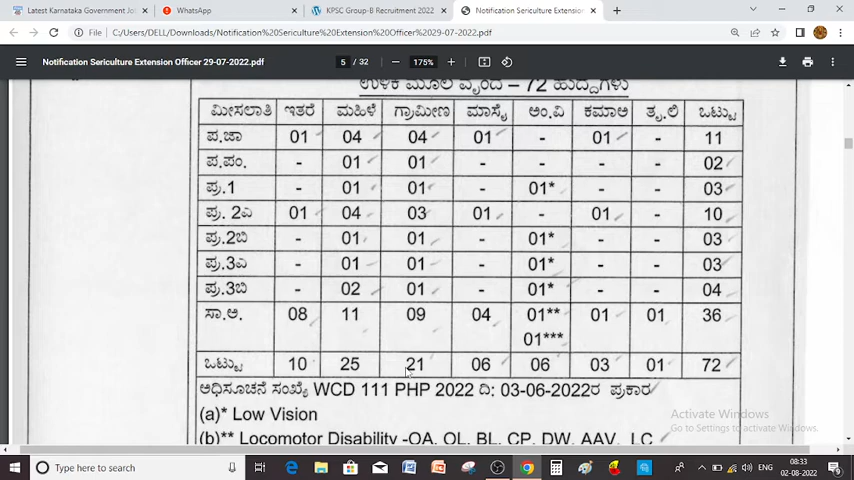 Latest Karnataka Government Jo
WhatsApp
KPSC Group-B Recruitment 2022
Notification Sericulture Extension
File | C:/Users/DELL/Downloads/Notification%20Sericulture%20Extension%20Officer%2029-07-2022.pdf
Notification Sericulture Extension Officer 29-07-2022.pdf
5 / 32
175%
ಉಳಿಕೆ ಮೂಲ ವೃಂದ – 72 ಹುದ್ದೆಗಳು
ಮೀಸಲಾತಿ ಇತರೆ ಮಹಿಳೆ ಗ್ರಾಮೀಣ ಮಾಸೈ ಅಂ.ವಿ ಕಮಾಅ ತೃ.ಲಿ ಒಟ್ಟು
ಪ.ಜಾ 01 04 04 01 - 01 - 11
ಪ.ಪಂ. - 01 01 - - - - 02
ಪ್ರ.1 - 01 01 - 01* - - 03
ಪ್ರ. 2ಎ 01 04 03 01 - 01 - 10
ಪ್ರ.2ಬಿ - 01 01 - 01* - - 03
ಪ್ರ.3ಎ - 01 01 - 01* - - 03
ಪ್ರ.3ಬಿ - 02 01 - 01* - - 04
ಸಾ.ಅ. 08 11 09 04 01** 01 01 36
01***
ಒಟ್ಟು 10 25 21 06 06 03 01 72
ಅಧಿಸೂಚನೆ ಸಂಖ್ಯೆ WCD 111 PHP 2022 ದಿ: 03-06-2022ರ ಪ್ರಕಾರ
(a)* Low Vision
(b)** Locomotor Disability -OA, OL, BL, CP, DW, AAV, LC
Activate Windows
Go to Settings to activate Windows.
Type here to search
ENG
08:33
02-08-2022